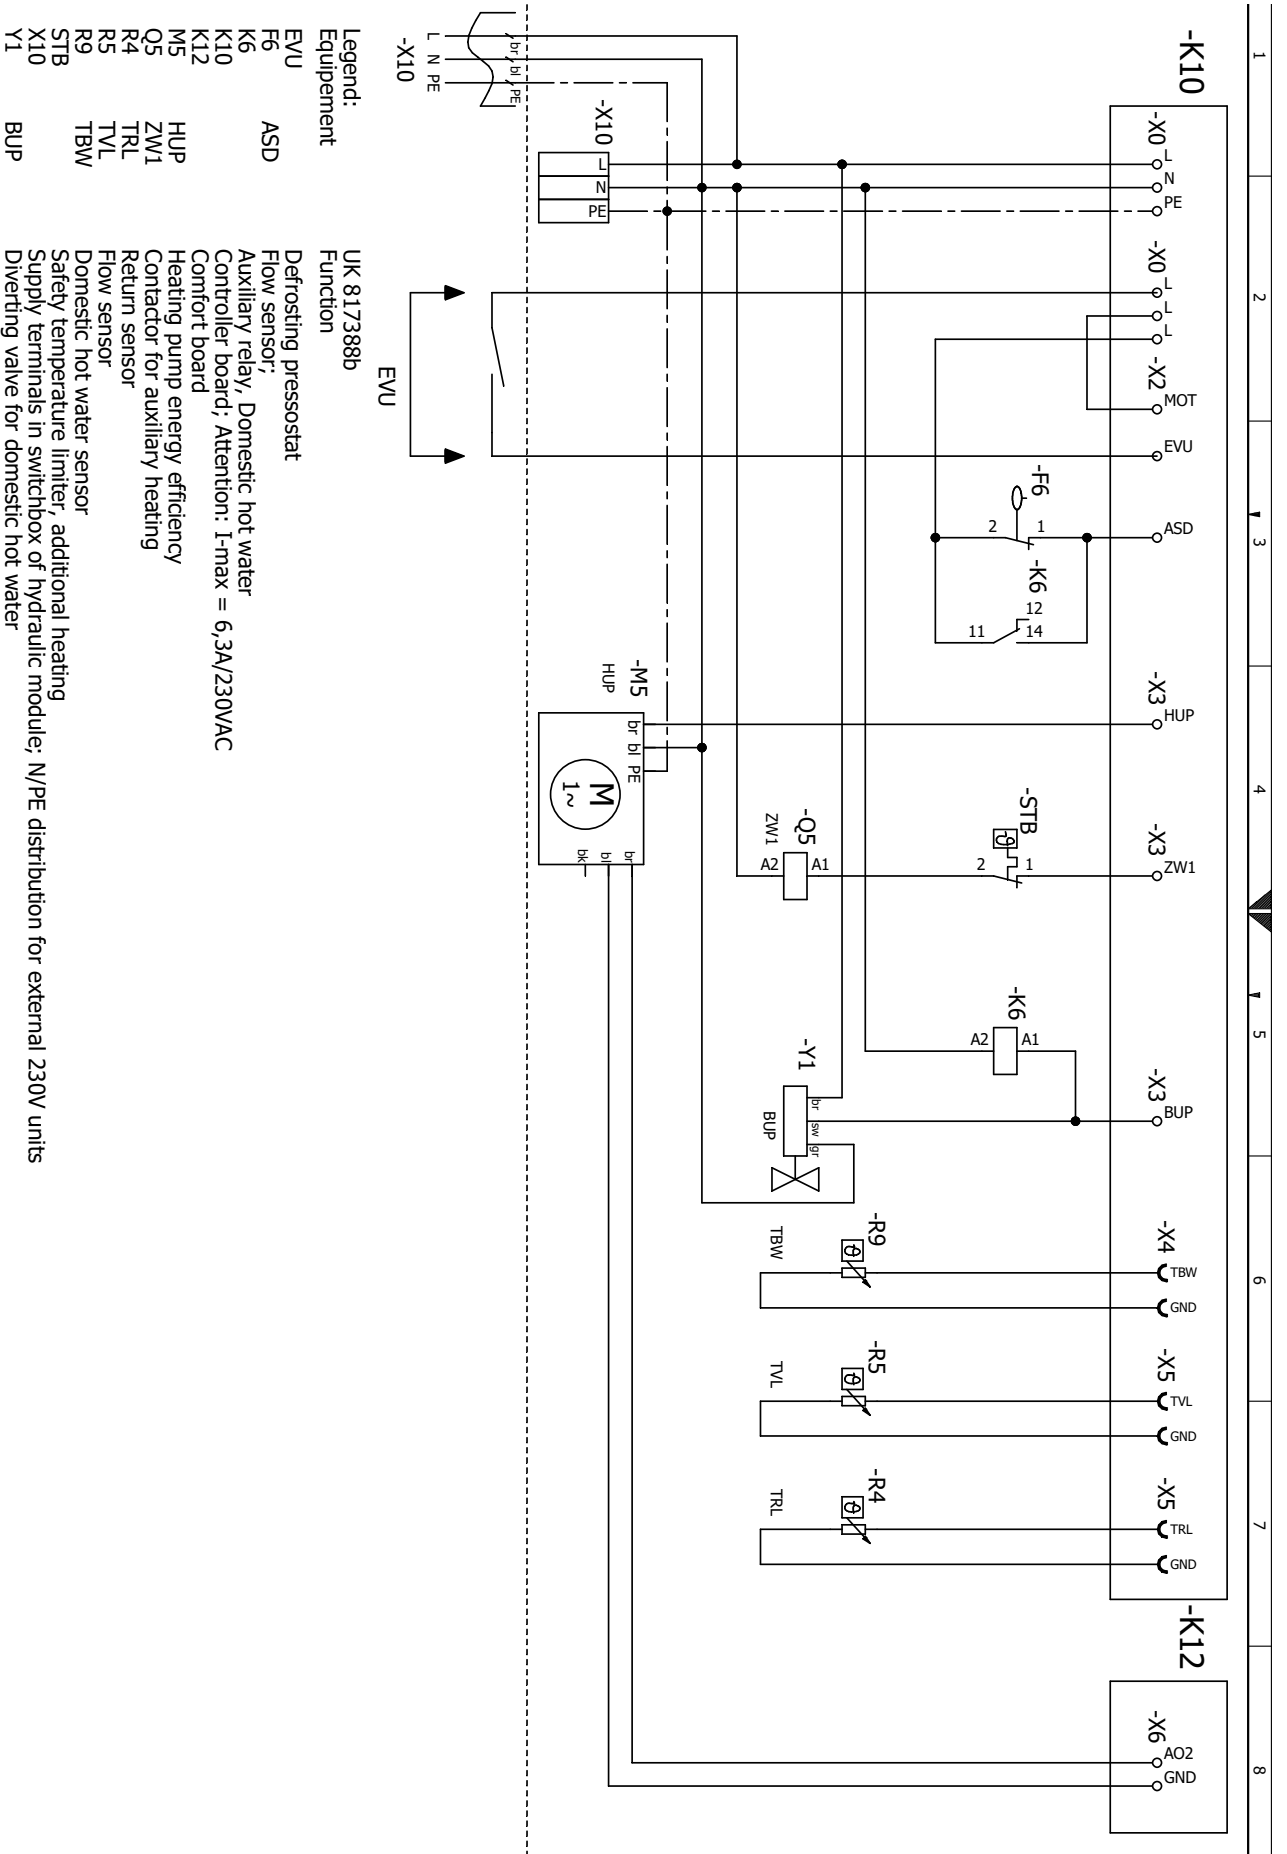 1
2
3
4
5
6
7
8
-K10
-K12
-X0
L
N
PE
-X0
L
L
L
-X2
MOT
EVU
ASD
-X3
HUP
-X3
ZW1
-X3
BUP
-X4
TBW
GND
-X5
TVL
GND
-X5
TRL
GND
-X6
AO2
GND
-F6
2
1
-K6
12
11
14
-STB
ϑ
2
1
-K6
A2
A1
-Q5
ZW1
A2
A1
-Y1
BUP
br
sw
gr
-R9
ϑ
TBW
-R5
ϑ
TVL
-R4
ϑ
TRL
-X10
L
N
PE
-M5
HUP
br
bl
PE
M
1~
bk
bl
br
br
bl
PE
L
N
PE
-X10
EVU
Legend: UK 817388b
Equipement Function
EVU Defrosting pressostat
F6 ASD Flow sensor;
K6 Auxiliary relay, Domestic hot water
K10 Controller board; Attention: I-max = 6,3A/230VAC
K12 Comfort board
M5 HUP Heating pump energy efficiency
Q5 ZW1 Contactor for auxiliary heating
R4 TRL Return sensor
R5 TVL Flow sensor
R9 TBW Domestic hot water sensor
STB Safety temperature limiter, additional heating
X10 Supply terminals in switchbox of hydraulic module; N/PE distribution for external 230V units
Y1 BUP Diverting valve for domestic hot water